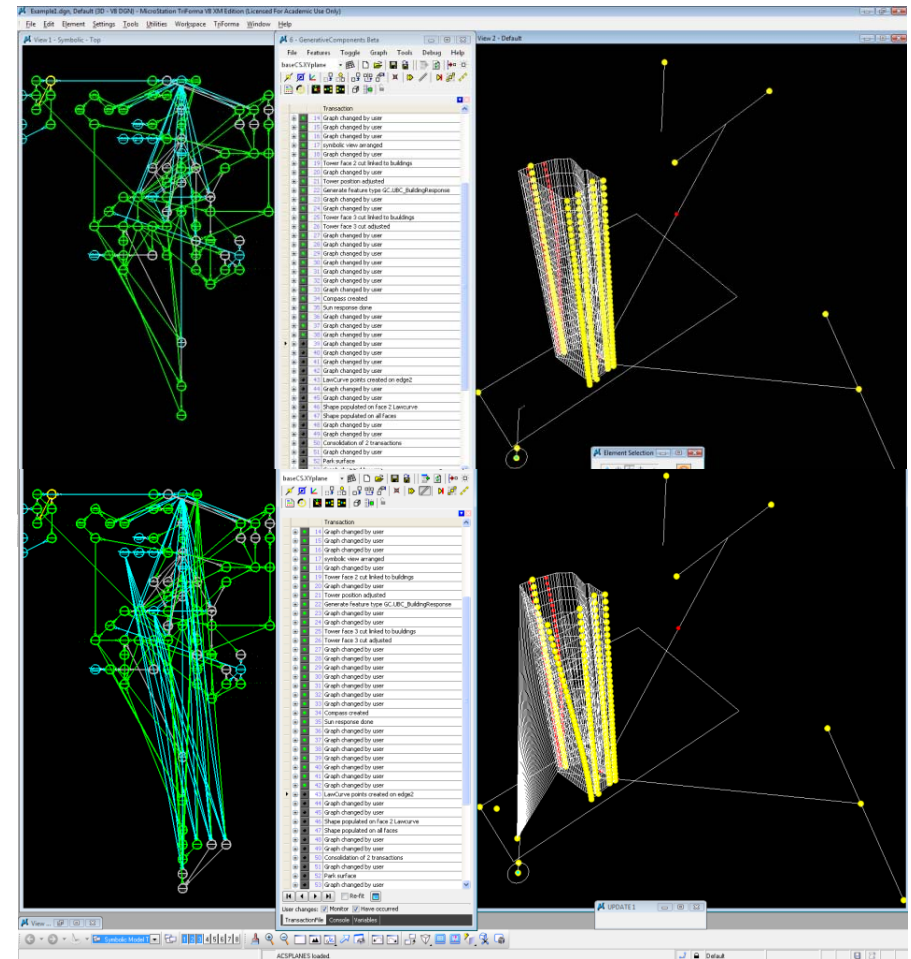 Example1.dgn, Default (3D - V8 DGN) - MicroStation TriForma V8 XM Edition (Licensed For Academic Use Only)
File Edit Element Settings Tools Utilities Workspace TriForma Window Help
View 1 - Symbolic - Top
6 - GenerativeComponents Beta
View 2 - Default
File Features Toggle Graph Tools Debug Help
baseCS.XYplane
Transaction
14 Graph changed by user
15 Graph changed by user
16 Graph changed by user
17 symbolic view arranged
18 Graph changed by user
19 Tower face 2 cut linked to buildings
20 Graph changed by user
21 Tower position adjusted
22 Generate feature type GC.UBC_BuildingResponse
23 Graph changed by user
24 Graph changed by user
25 Tower face 3 cut linked to buuldings
26 Tower face 3 cut adjusted
27 Graph changed by user
28 Graph changed by user
29 Graph changed by user
30 Graph changed by user
31 Graph changed by user
32 Graph changed by user
33 Graph changed by user
34 Compass created
35 Sun response done
36 Graph changed by user
37 Graph changed by user
38 Graph changed by user
39 Graph changed by user
40 Graph changed by user
41 Graph changed by user
42 Graph changed by user
43 LawCurve points created on edge2
44 Graph changed by user
45 Graph changed by user
46 Shape populated on face 2 Lawcurve
47 Shape populated on all faces
48 Graph changed by user
49 Graph changed by user
50 Consolidation of 2 transactions
51 Graph changed by user
52 Park surface
Element Selection
baseCS.XYplane
Transaction
14 Graph changed by user
15 Graph changed by user
16 Graph changed by user
17 symbolic view arranged
18 Graph changed by user
19 Tower face 2 cut linked to buildings
20 Graph changed by user
21 Tower position adjusted
22 Generate feature type GC.UBC_BuildingResponse
23 Graph changed by user
24 Graph changed by user
25 Tower face 3 cut linked to buuldings
26 Tower face 3 cut adjusted
27 Graph changed by user
28 Graph changed by user
29 Graph changed by user
30 Graph changed by user
31 Graph changed by user
32 Graph changed by user
33 Graph changed by user
34 Compass created
35 Sun response done
36 Graph changed by user
37 Graph changed by user
38 Graph changed by user
39 Graph changed by user
40 Graph changed by user
41 Graph changed by user
42 Graph changed by user
43 LawCurve points created on edge2
44 Graph changed by user
45 Graph changed by user
46 Shape populated on face 2 Lawcurve
47 Shape populated on all faces
48 Graph changed by user
49 Graph changed by user
50 Consolidation of 2 transactions
51 Graph changed by user
52 Park surface
53 Graph changed by user
Re-fit
User changes: Monitor Have occurred
TransactionFile Console Variables
UPDATE 1
View ...
Symbolic Model 1 2 3 4 5 6 7 8
ACSPLANES loaded.
Default